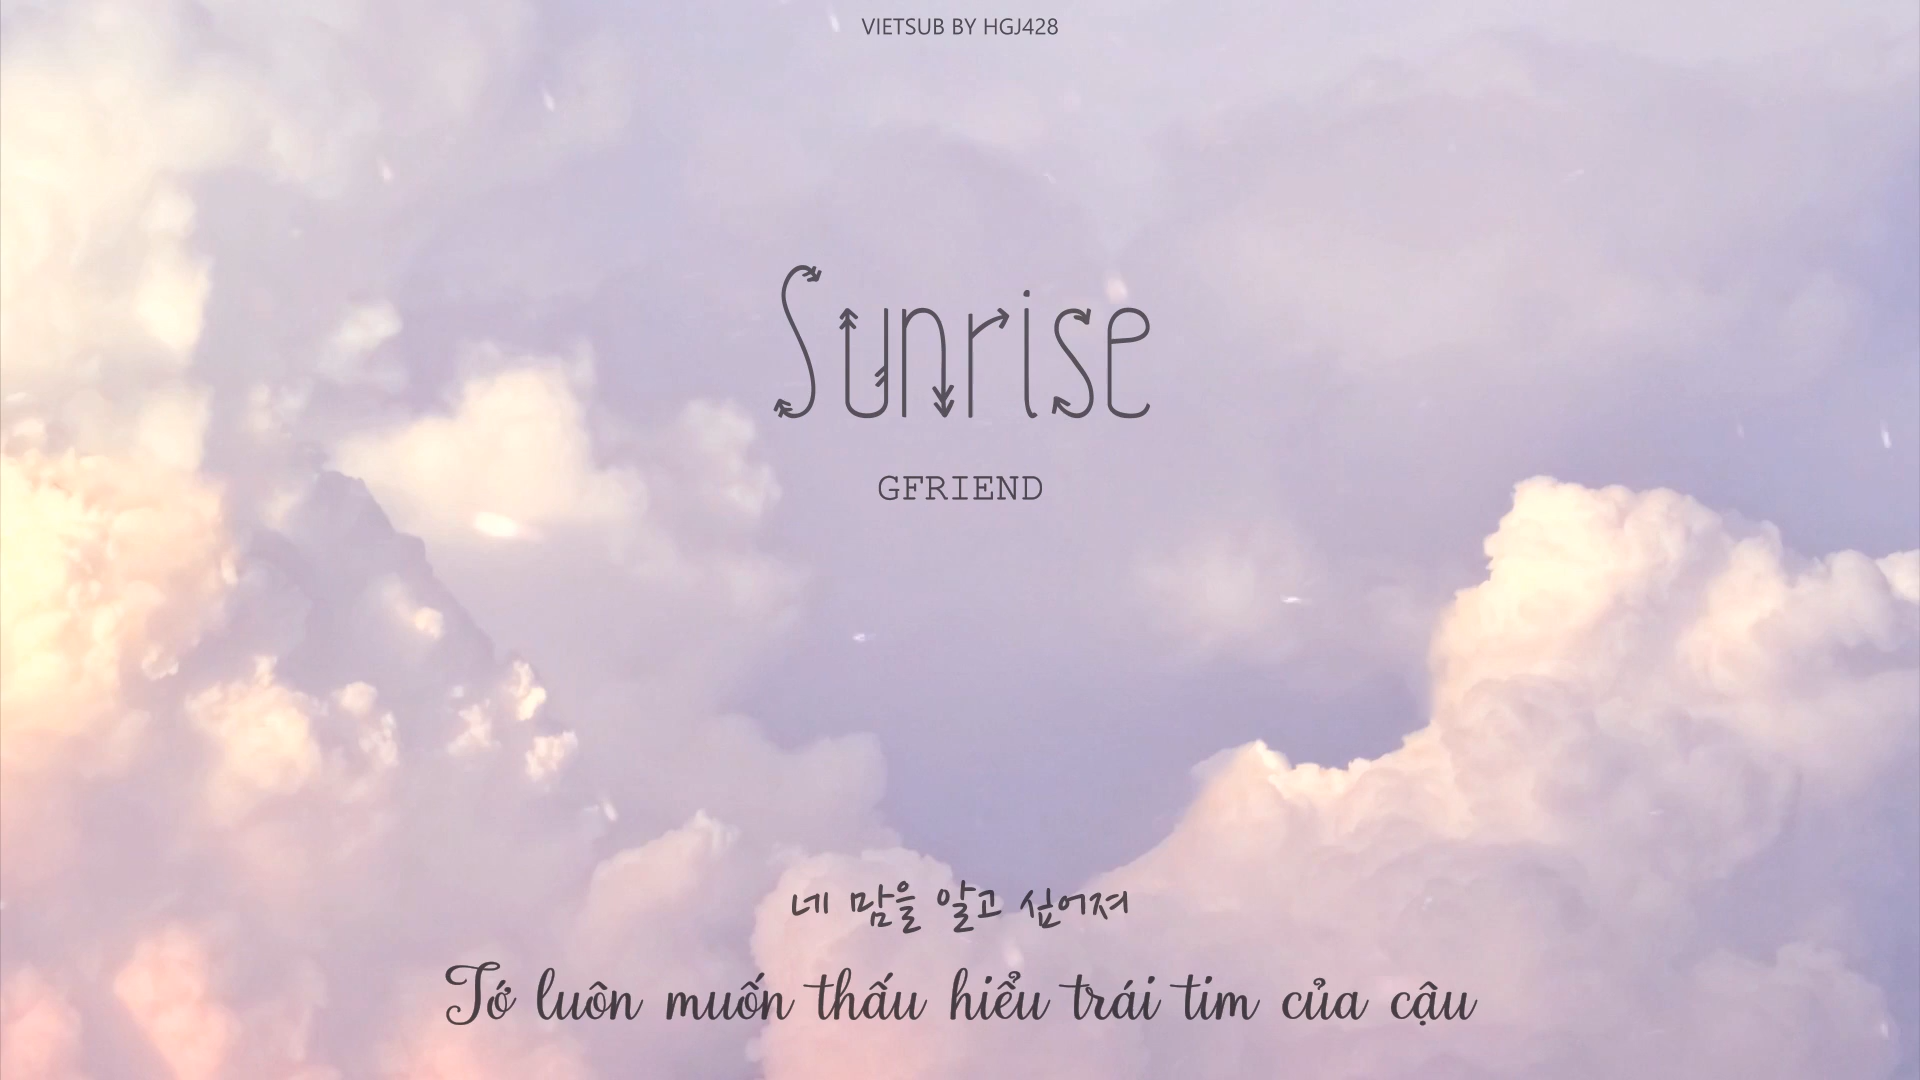 VIETSUB BY HGJ428
Sunrise
GFRIEND
네 맘을 알고 싶어져
Tớ luôn muốn thấu hiểu trái tim của cậu